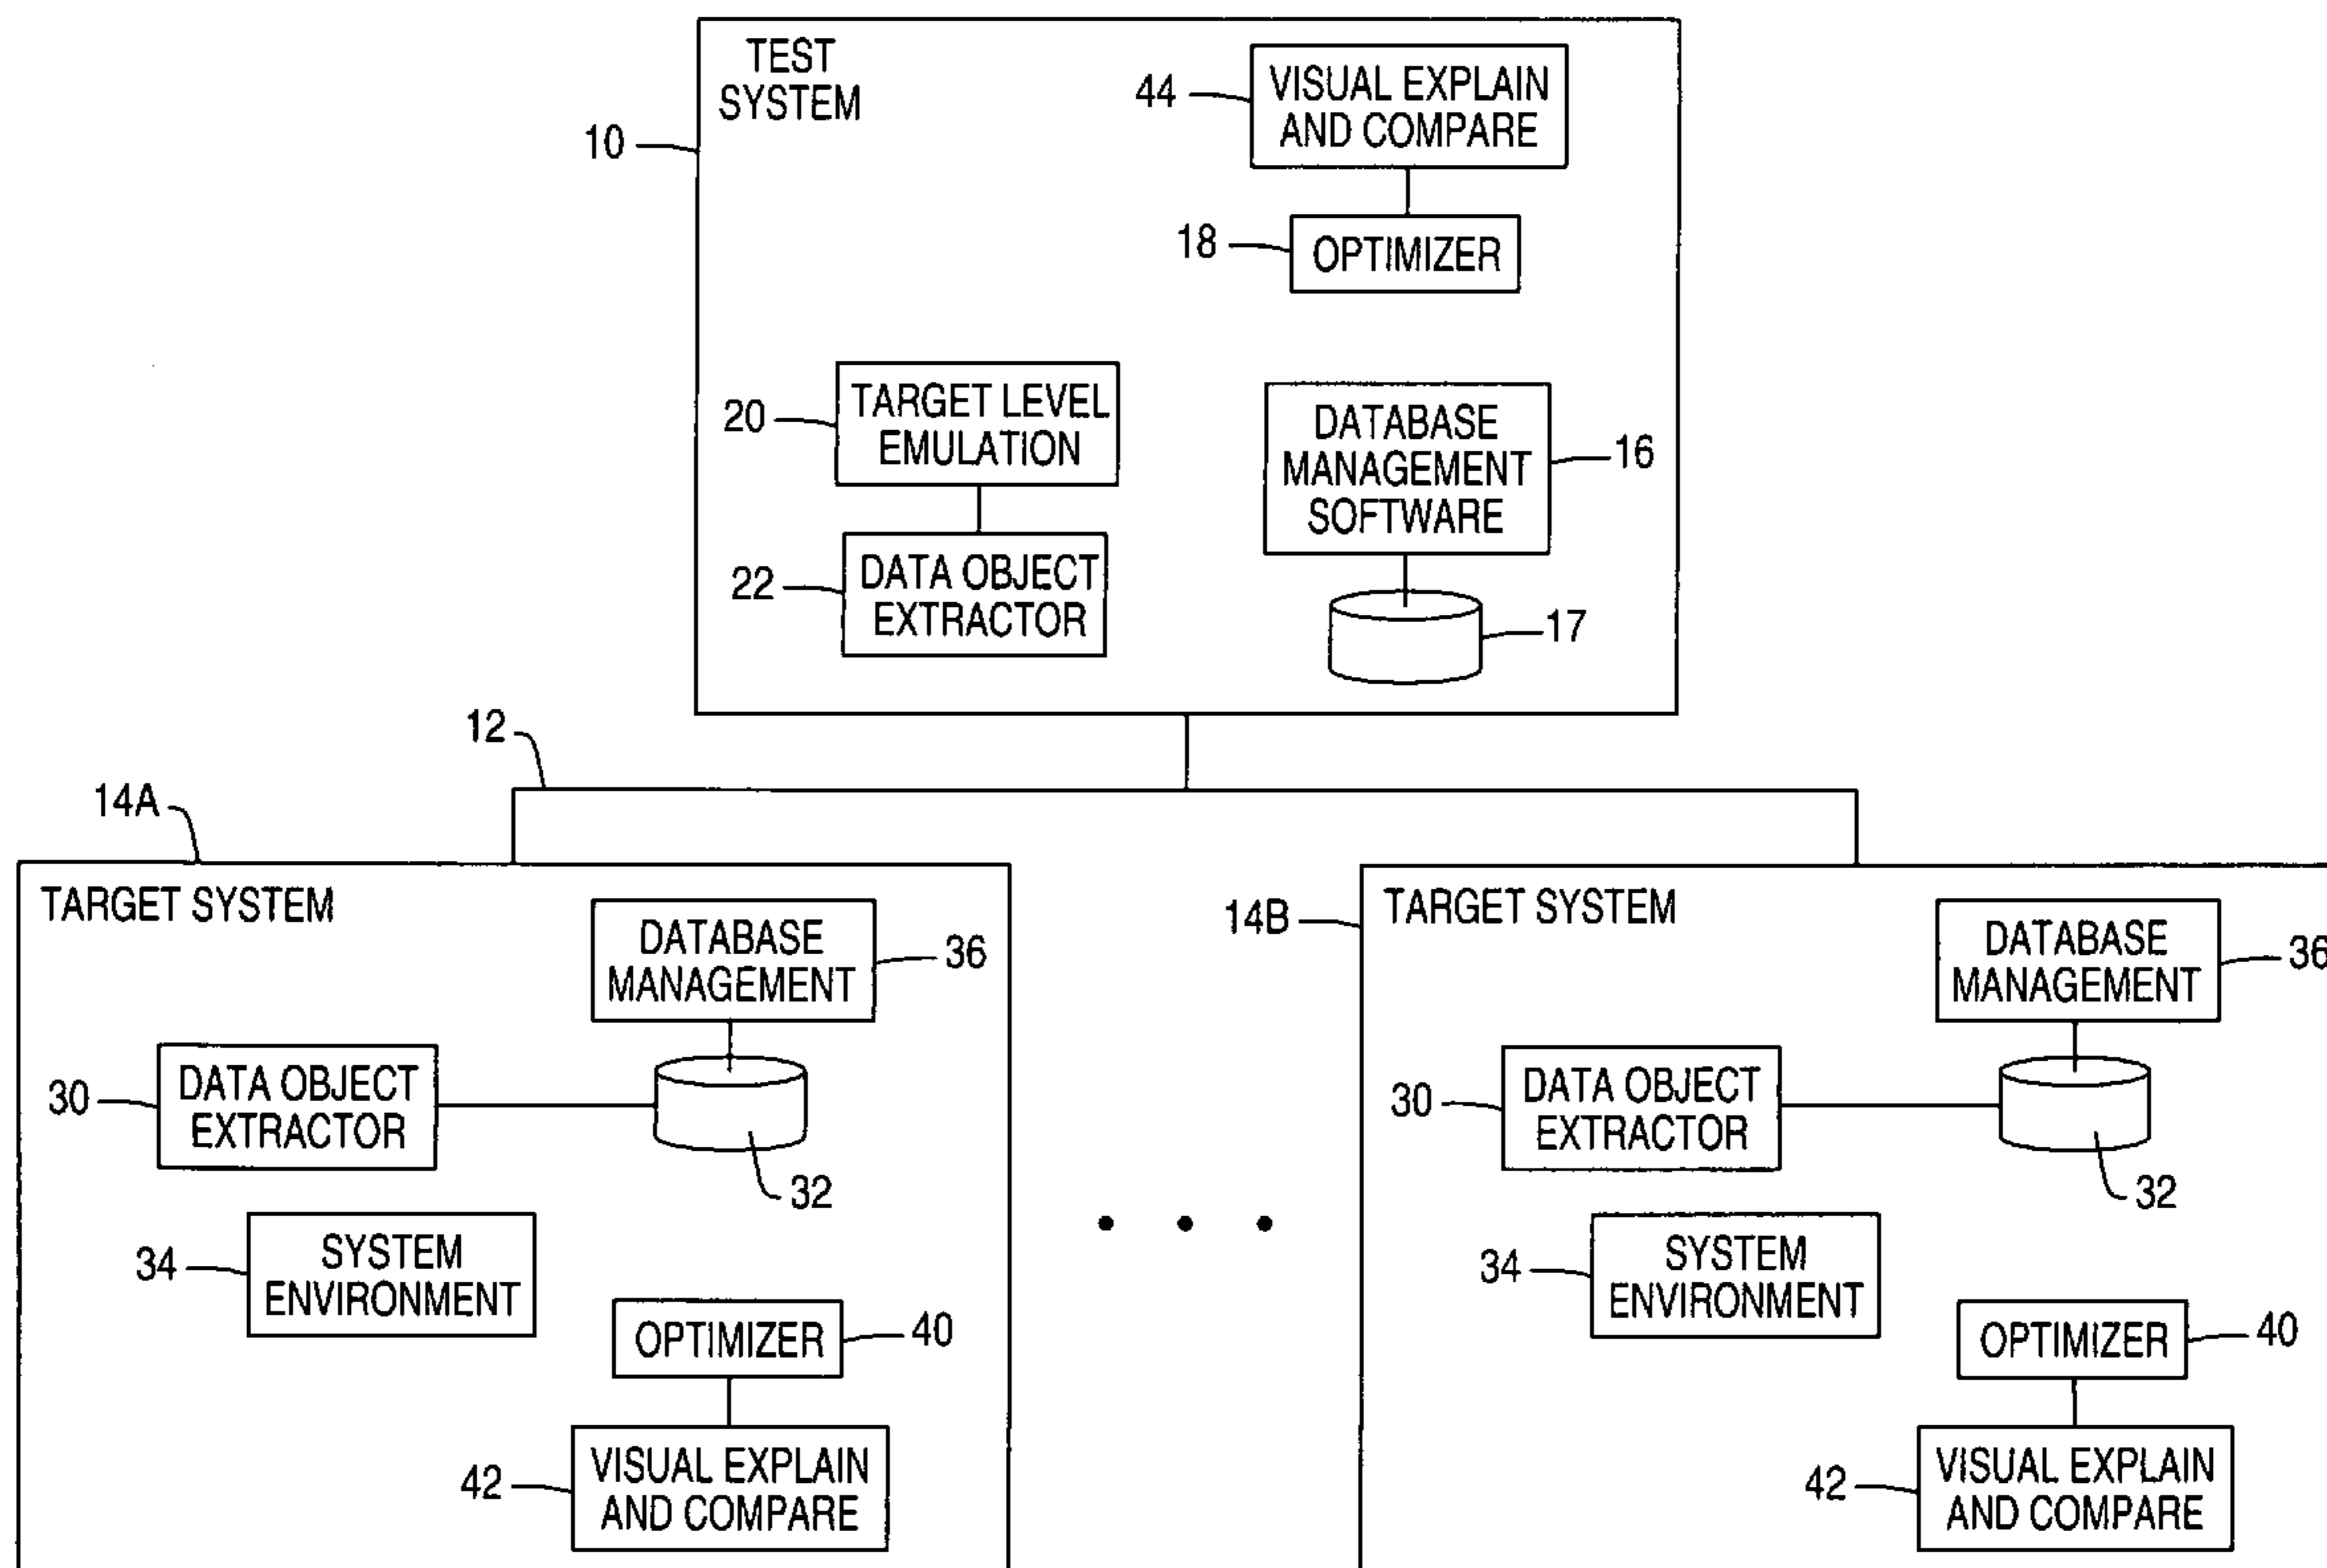 TEST
SYSTEM
10
44
VISUAL EXPLAIN
AND COMPARE
18
OPTIMIZER
20
TARGET LEVEL
EMULATION
DATABASE
MANAGEMENT
SOFTWARE
16
22
DATA OBJECT
EXTRACTOR
17
12
14A
TARGET SYSTEM
DATABASE
MANAGEMENT
36
30
DATA OBJECT
EXTRACTOR
32
34
SYSTEM
ENVIRONMENT
OPTIMIZER
40
42
VISUAL EXPLAIN
AND COMPARE
14B
TARGET SYSTEM
DATABASE
MANAGEMENT
36
30
DATA OBJECT
EXTRACTOR
32
34
SYSTEM
ENVIRONMENT
OPTIMIZER
40
42
VISUAL EXPLAIN
AND COMPARE